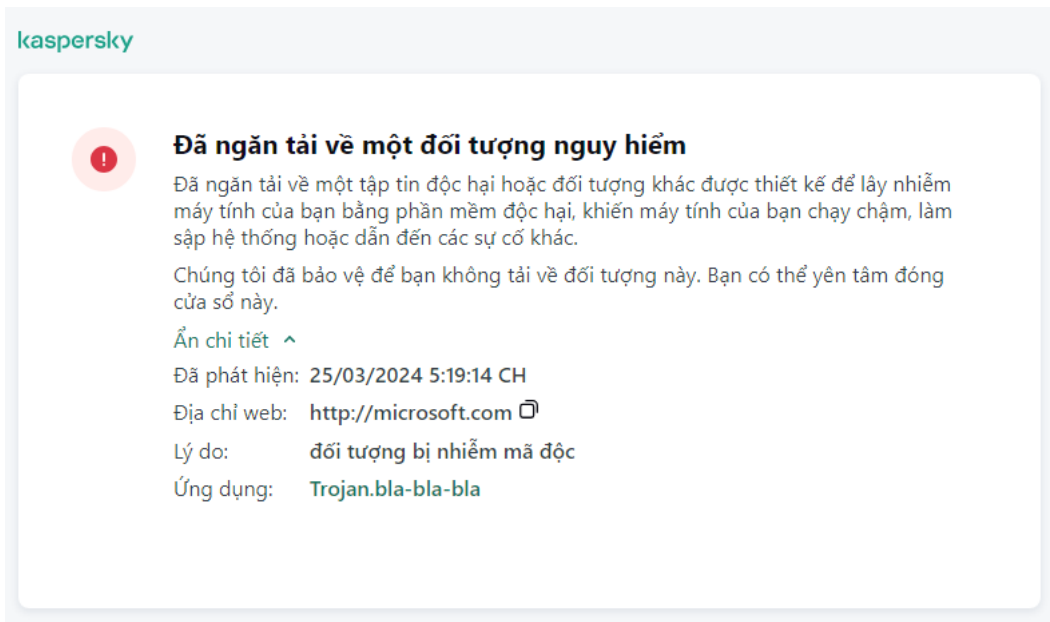 kaspersky
Đã ngăn tải về một đối tượng nguy hiểm
Đã ngăn tải về một tập tin độc hại hoặc đối tượng khác được thiết kế để lây nhiễm
máy tính của bạn bằng phần mềm độc hại, khiến máy tính của bạn chạy chậm, làm
sập hệ thống hoặc dẫn đến các sự cố khác.
Chúng tôi đã bảo vệ để bạn không tải về đối tượng này. Bạn có thể yên tâm đóng
cửa sổ này.
Ẩn chi tiết
Đã phát hiện: 25/03/2024 5:19:14 CH
Địa chỉ web: http://microsoft.com
Lý do: đối tượng bị nhiễm mã độc
Ứng dụng: Trojan.bla-bla-bla